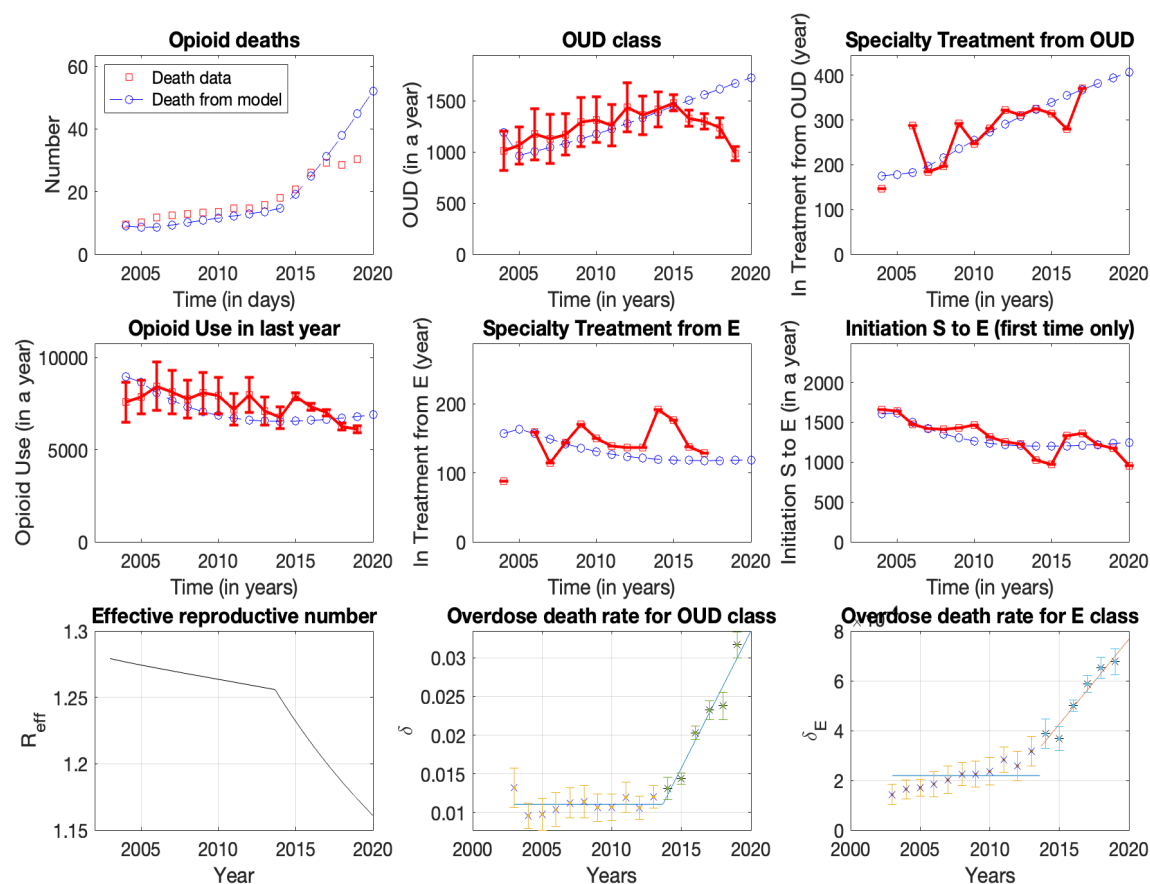 Opioid deaths
60
40
20
0
Number
Death data
Death from model
2005 2010 2015 2020
Time (in days)
OUD class
1500
1000
500
0
OUD (in a year)
2005 2010 2015 2020
Time (in years)
Specialty Treatment from OUD
400
300
200
100
0
In Treatment from OUD (year)
2005 2010 2015 2020
Time (in years)
Opioid Use in last year
10000
5000
0
Opioid Use (in a year)
2005 2010 2015 2020
Time (in years)
Specialty Treatment from E
200
100
0
In Treatment from E (year)
2005 2010 2015 2020
Time (in years)
Initiation S to E (first time only)
2000
1500
1000
500
0
Initiation S to E (in a year)
2005 2010 2015 2020
Time (in years)
Effective reproductive number
1.3
1.25
1.2
1.15
R_eff
2005 2010 2015 2020
Year
Overdose death rate for OUD class
0.03
0.025
0.02
0.015
0.01
δ
2000 2005 2010 2015 2020
Years
Overdose death rate for E class
8
6
4
2
0
δ_E
2000 2005 2010 2015 2020
Years